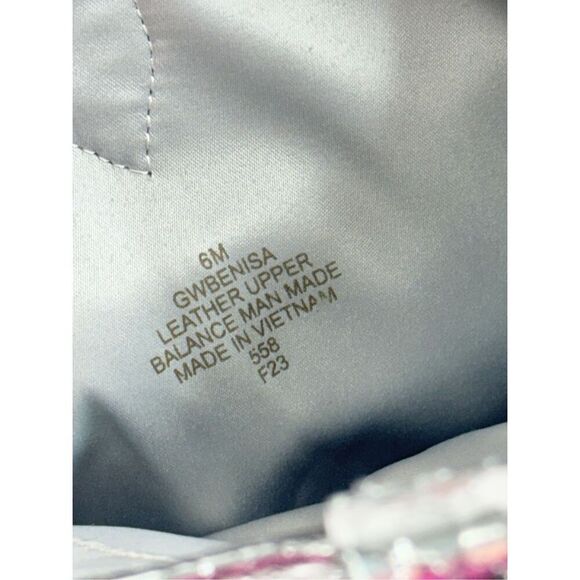 6M
GWBENISA
LEATHER UPPER
BALANCE MAN MADE
MADE IN VIETNAM
558
F23